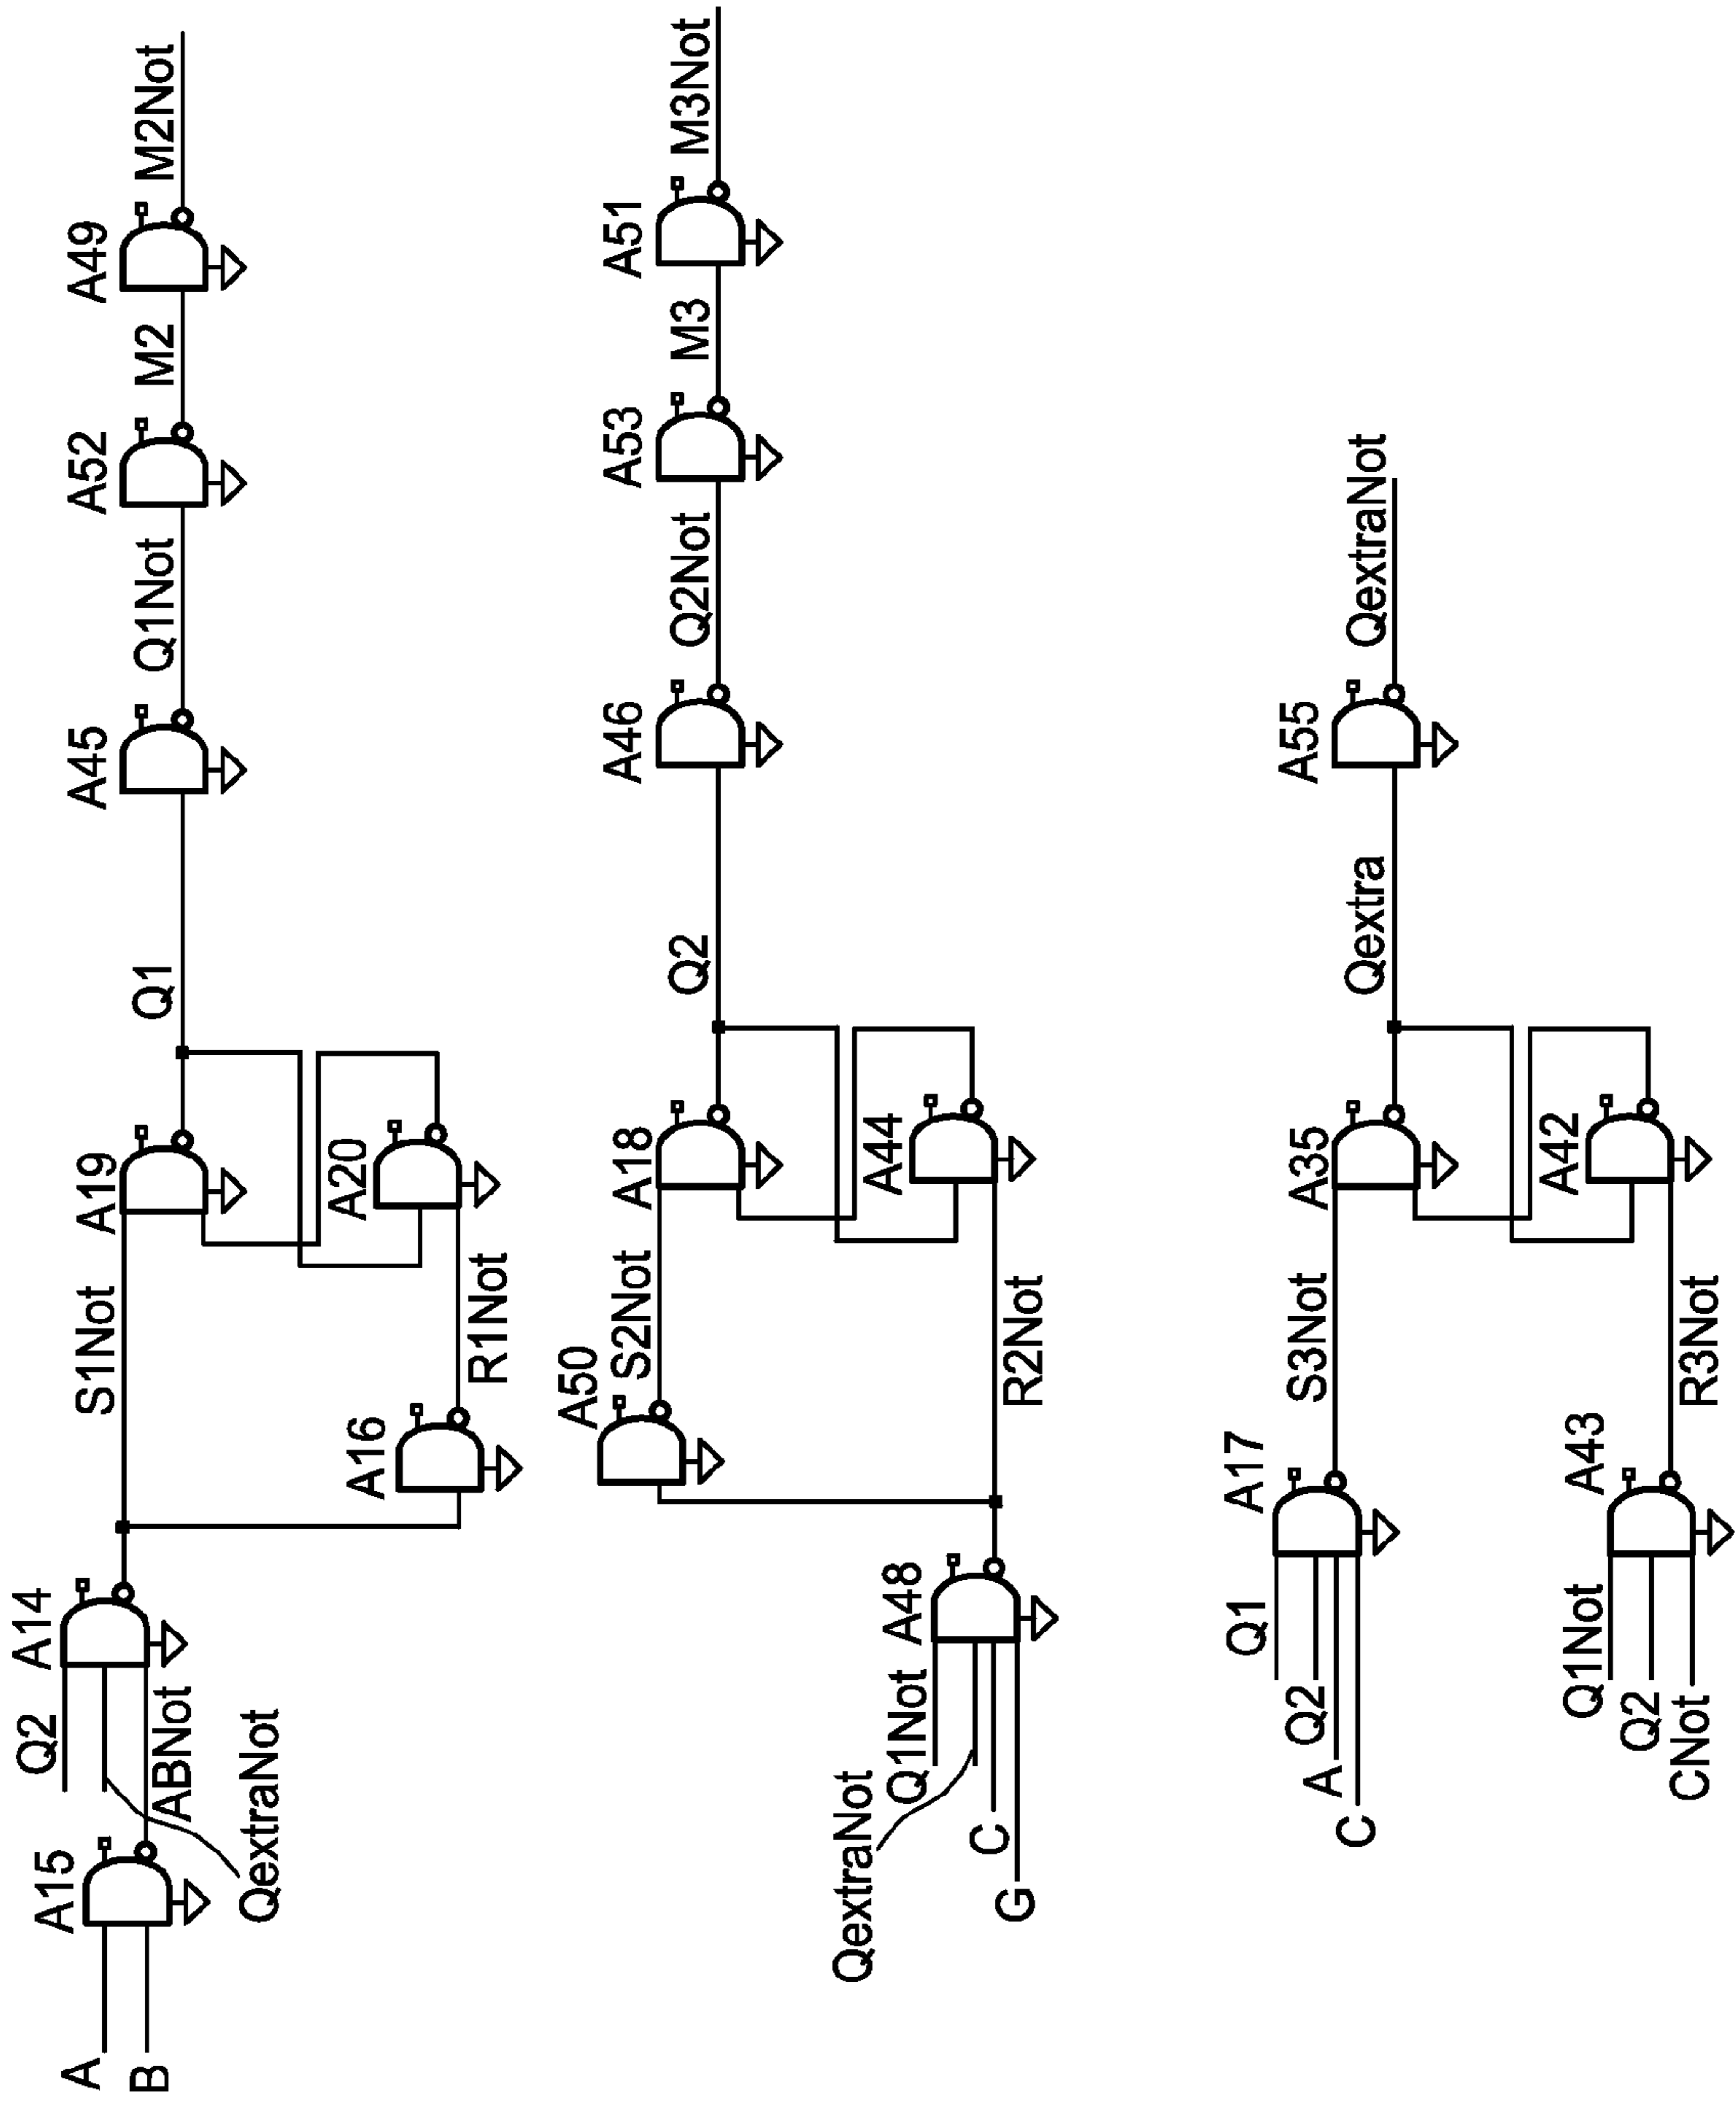 A
B
A15
ABNot
QextraNot
Q2
A14
S1Not
A16
R1Not
A19
A20
Q1
A45
Q1Not
A52
M2
A49
M2Not
QextraNot
Q1Not
C
G
A48
A50
S2Not
R2Not
A18
A44
Q2
A46
Q2Not
A53
M3
A51
M3Not
Q1
Q2
A
C
A17
S3Not
Q1Not
Q2
CNot
A43
R3Not
A35
A42
Qextra
A55
QextraNot